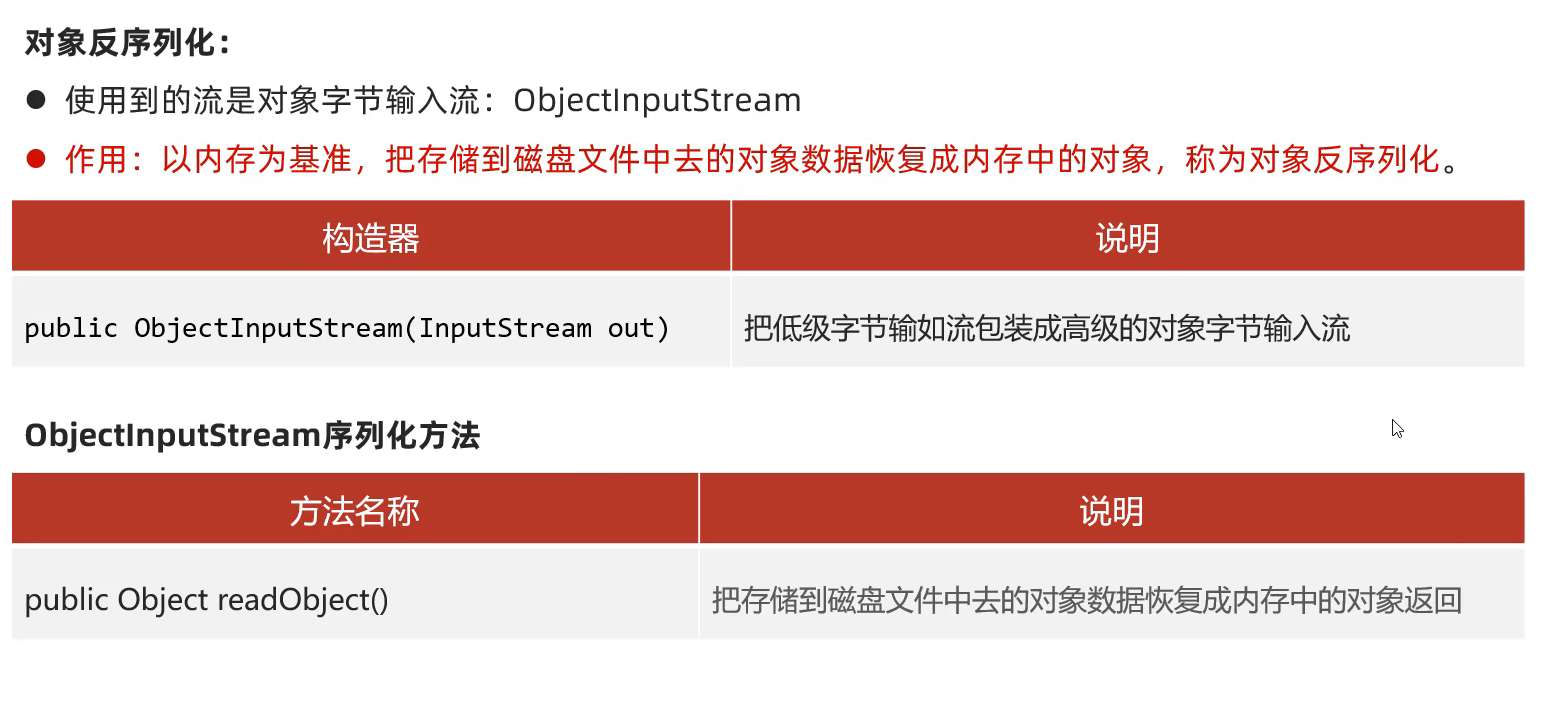 对象反序列化：
● 使用到的流是对象字节输入流：ObjectInputStream
● 作用：以内存为基准，把存储到磁盘文件中去的对象数据恢复成内存中的对象，称为对象反序列化。
构造器 说明
public ObjectInputStream(InputStream out) 把低级字节输如流包装成高级的对象字节输入流
ObjectInputStream序列化方法
方法名称 说明
public Object readObject() 把存储到磁盘文件中去的对象数据恢复成内存中的对象返回